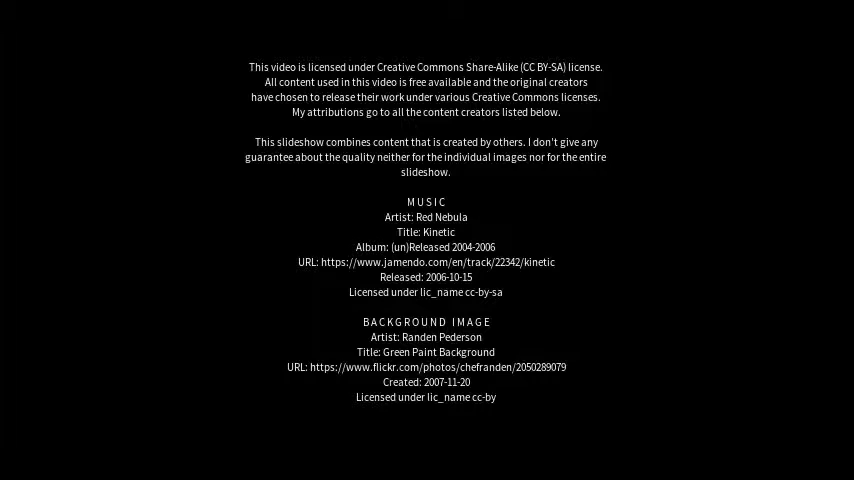 This video is licensed under Creative Commons Share-Alike (CC BY-SA) license.
All content used in this video is free available and the original creators
have chosen to release their work under various Creative Commons licenses.
My attributions go to all the content creators listed below.
This slideshow combines content that is created by others. I don't give any
guarantee about the quality neither for the individual images nor for the entire
slideshow.
MUSIC
Artist: Red Nebula
Title: Kinetic
Album: (un)Released 2004-2006
URL: https://www.jamendo.com/en/track/22342/kinetic
Released: 2006-10-15
Licensed under lic_name cc-by-sa
BACKGROUND IMAGE
Artist: Randen Pederson
Title: Green Paint Background
URL: https://www.flickr.com/photos/chefranden/2050289079
Created: 2007-11-20
Licensed under lic_name cc-by